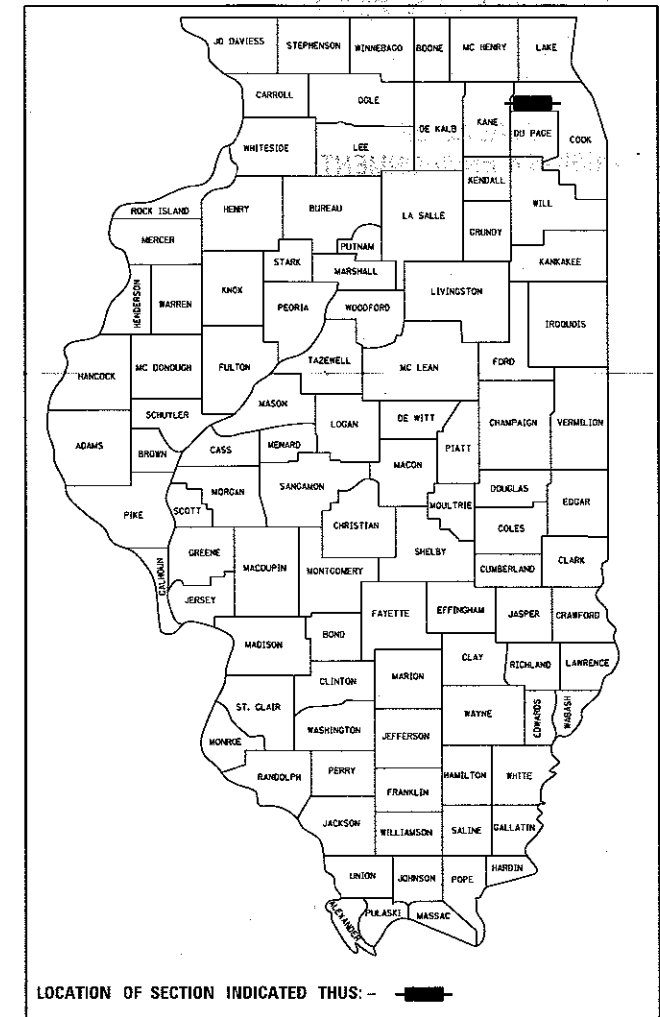 JO DAVIESS STEPHENSON WINNEBAGO BOONE MC HENRY LAKE
CARROLL OGLE DE KALB KANE DU PAGE COOK
WHITESIDE LEE
KENDALL
ROCK ISLAND HENRY BUREAU LA SALLE GRUNDY WILL
MERCER PUTNAM
STARK MARSHALL KANKAKEE
HENDERSON WARREN KNOX PEORIA WOODFORD LIVINGSTON IROQUOIS
HANCOCK MC DONOUGH FULTON TAZEWELL MC LEAN FORD
SCHUYLER MASON LOGAN DE WITT CHAMPAIGN VERMILION
ADAMS BROWN CASS MENARD PIATT
MACON
PIKE SCOTT MORGAN SANGAMON MOULTRIE DOUGLAS EDGAR
CHRISTIAN COLES
CALHOUN GREENE MACOUPIN MONTGOMERY SHELBY CUMBERLAND CLARK
JERSEY
FAYETTE EFFINGHAM JASPER CRAWFORD
MADISON BOND
CLAY RICHLAND LAWRENCE
CLINTON MARION
ST. CLAIR WAYNE EDWARDS WABASH
MONROE WASHINGTON JEFFERSON
RANDOLPH PERRY HAMILTON WHITE
FRANKLIN
JACKSON WILLIAMSON SALINE GALLATIN
UNION JOHNSON POPE HARDIN
ALEXANDER PULASKI MASSAC
LOCATION OF SECTION INDICATED THUS: –